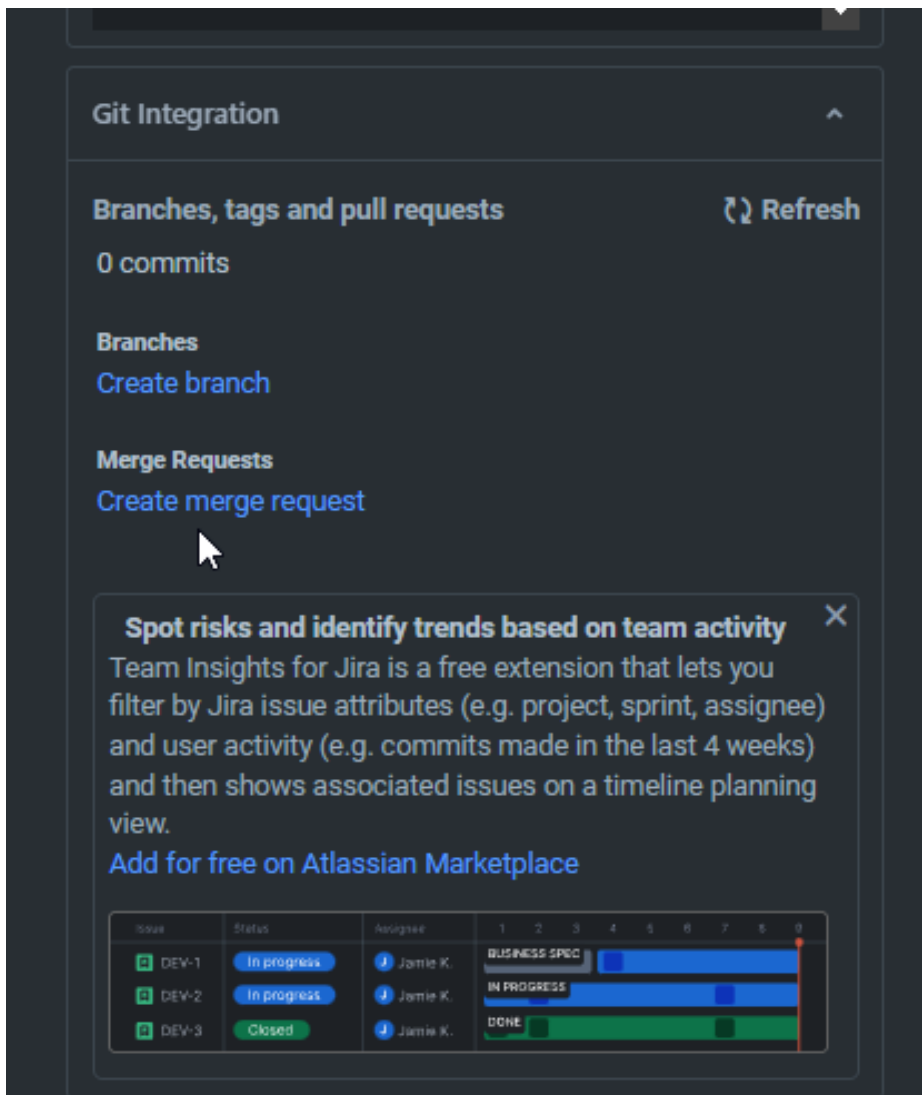 Git Integration
Branches, tags and pull requests
Refresh
0 commits
Branches
Create branch
Merge Requests
Create merge request
Spot risks and identify trends based on team activity
Team Insights for Jira is a free extension that lets you
filter by Jira issue attributes (e.g. project, sprint, assignee)
and user activity (e.g. commits made in the last 4 weeks)
and then shows associated issues on a timeline planning
view.
Add for free on Atlassian Marketplace
Issue Status Assignee 1 2 3 4 5 6 7 8 9
DEV-1 In progress J Jamie K. BUSINESS SPEC
DEV-2 In progress J Jamie K. IN PROGRESS
DEV-3 Closed J Jamie K. DONE